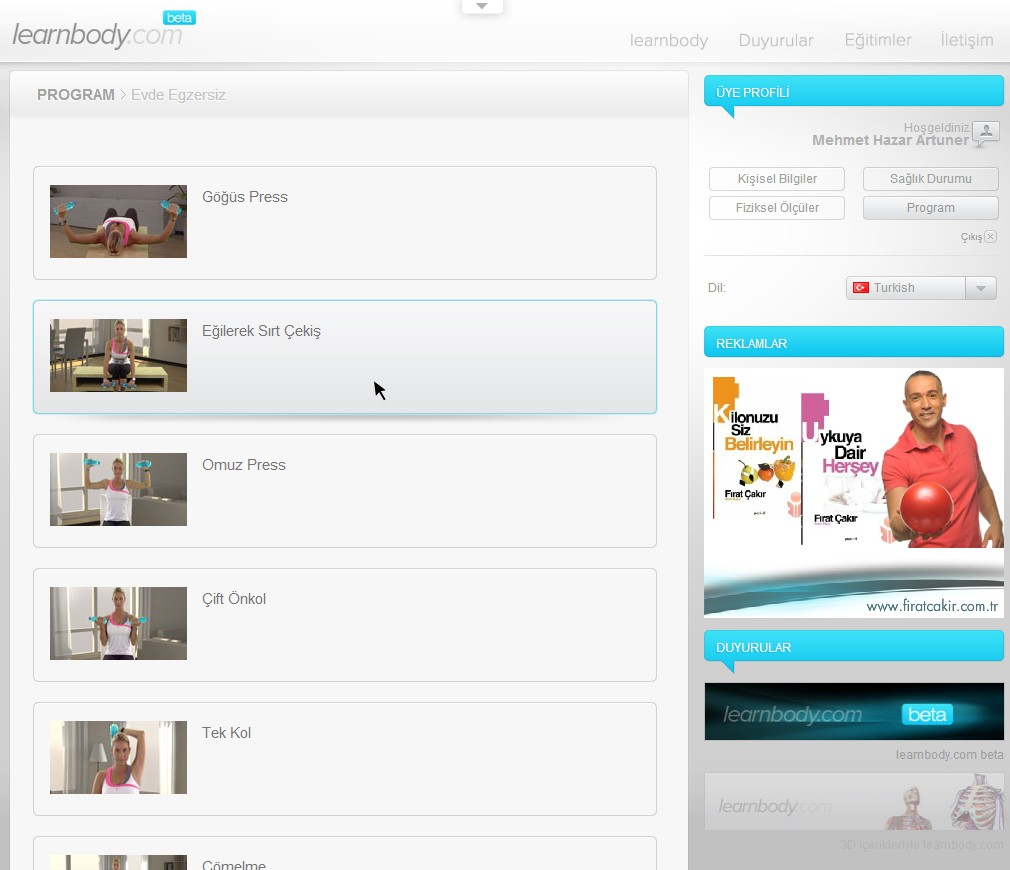 learnbody.com beta
learnbody Duyurular Eğitimler İletişim
PROGRAM > Evde Egzersiz
Göğüs Press
Eğilerek Sırt Çekiş
Omuz Press
Çift Önkol
Tek Kol
Çömelme
ÜYE PROFİLİ
Hoşgeldiniz
Mehmet Hazar Artuner
Kişisel Bilgiler Sağlık Durumu
Fiziksel Ölçüler Program
Çıkış
Dil: Turkish
REKLAMLAR
Kilonuzu
Siz
Belirleyin
Fırat Çakır
Uykuya
Dair
Herşey
Fırat Çakır
www.firatcakir.com.tr
DUYURULAR
learnbody.com beta
learnbody.com beta
learnbody.com
3D içerikleriyle learnbody.com